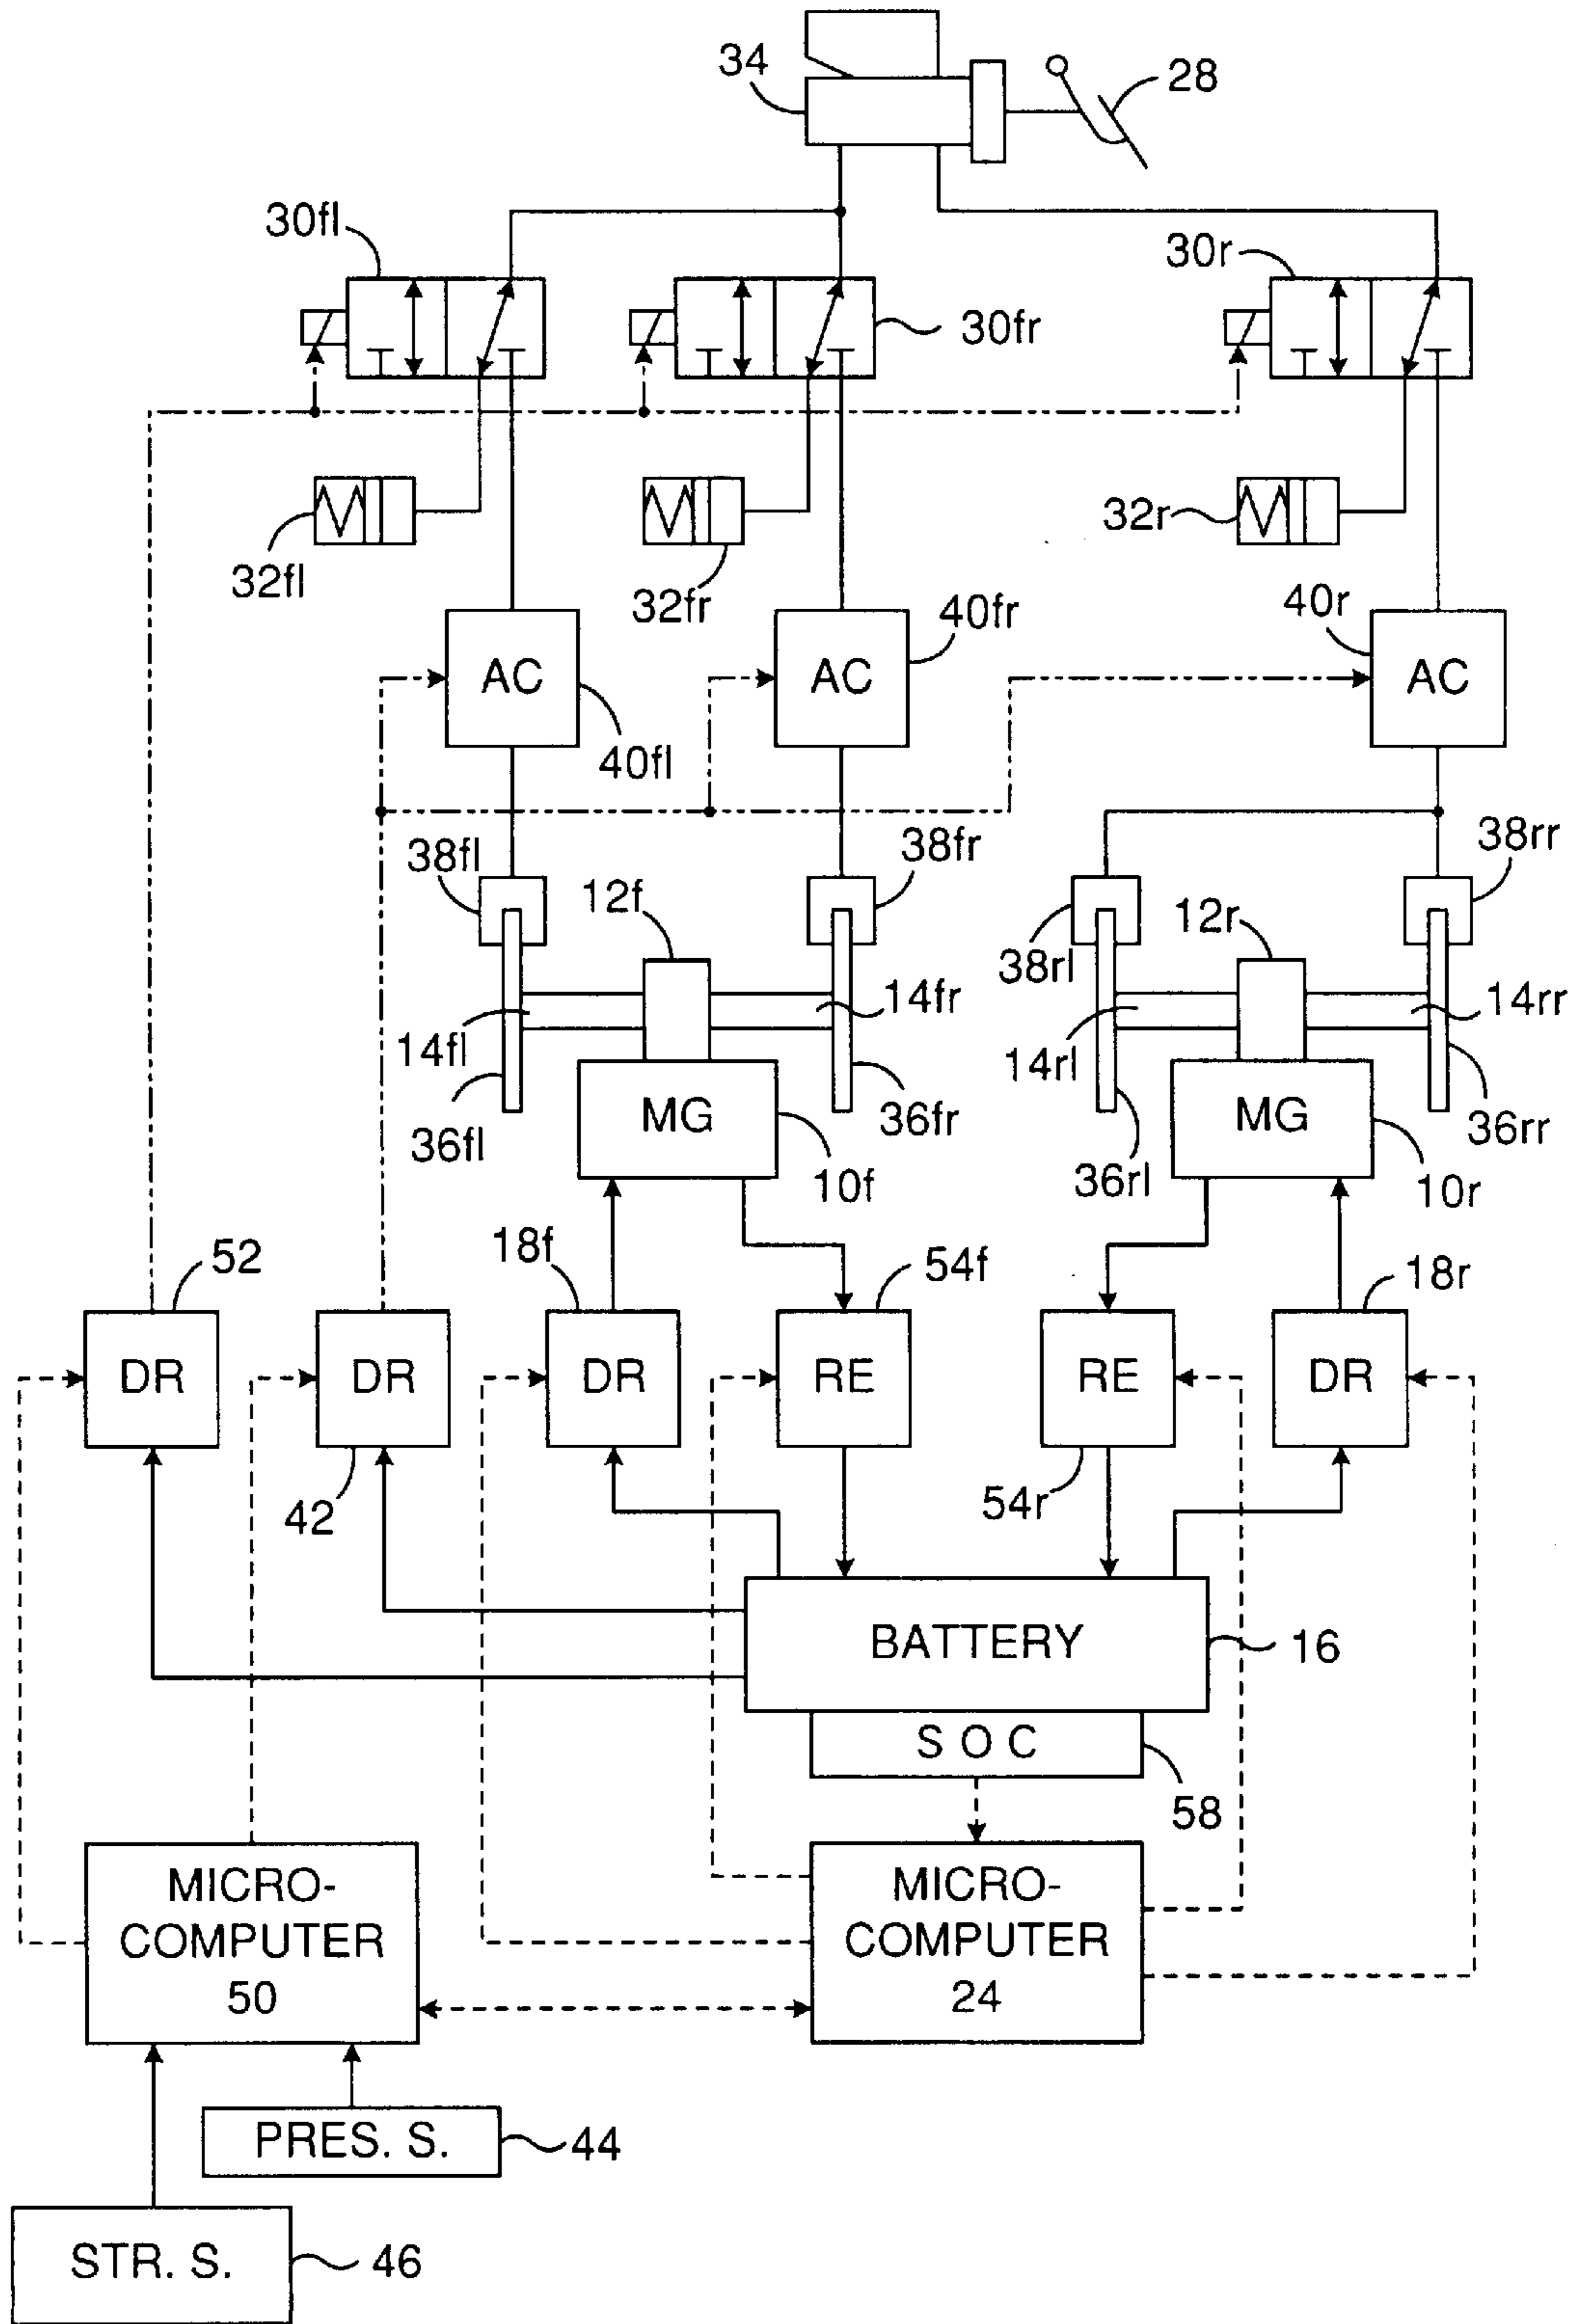 34
28
30fl
30r
30fr
32fl
32fr
32r
40fr
40r
AC
AC
AC
40fl
38fl
38fr
38rr
12f
12r
38rl
14fl
14fr
14rl
14rr
MG
MG
36fl
36fr
36rl
36rr
10f
10r
52
18f
54f
18r
DR
DR
DR
RE
RE
DR
42
54r
BATTERY
16
S O C
58
MICRO-
COMPUTER
50
MICRO-
COMPUTER
24
PRES. S.
44
STR. S.
46